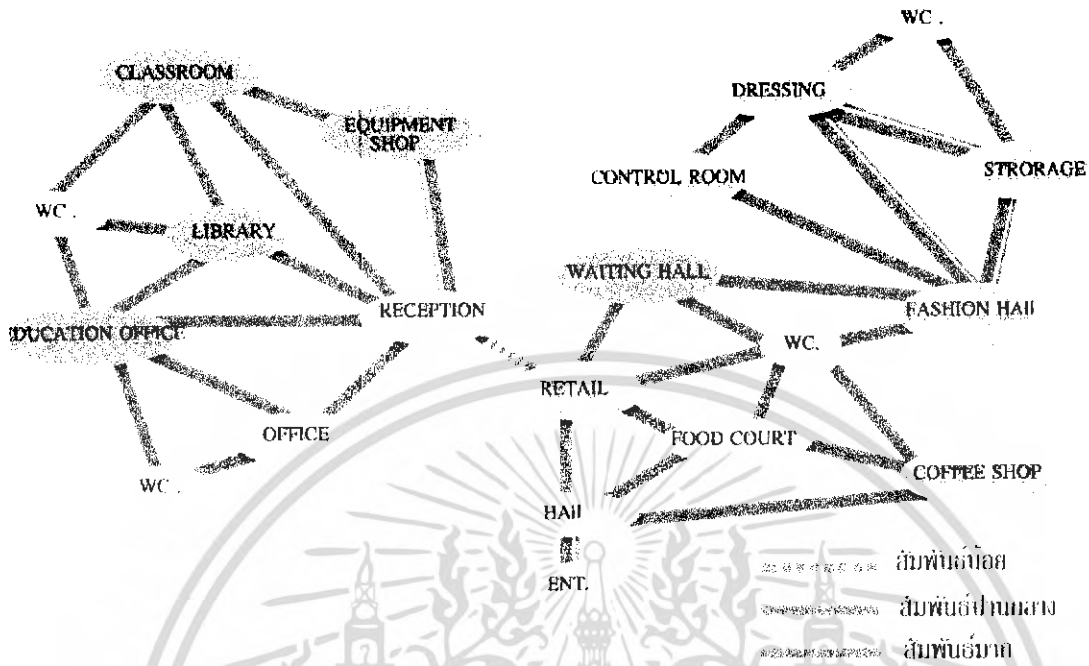 WC .
CLASSROOM
DRESSING
EQUIPMENT
SHOP
STRORAGE
CONTROL ROOM
WC .
LIBRARY
WAITING HALL
RECEPTION
FASHION HAll
EDUCATION OFFICE
WC.
RETAIL
OFFICE
FOOD COURT
COFFEE SHOP
WC .
HAll
ENT.
สัมพันธ์น้อย
สัมพันธ์ปานกลาง
สัมพันธ์มาก